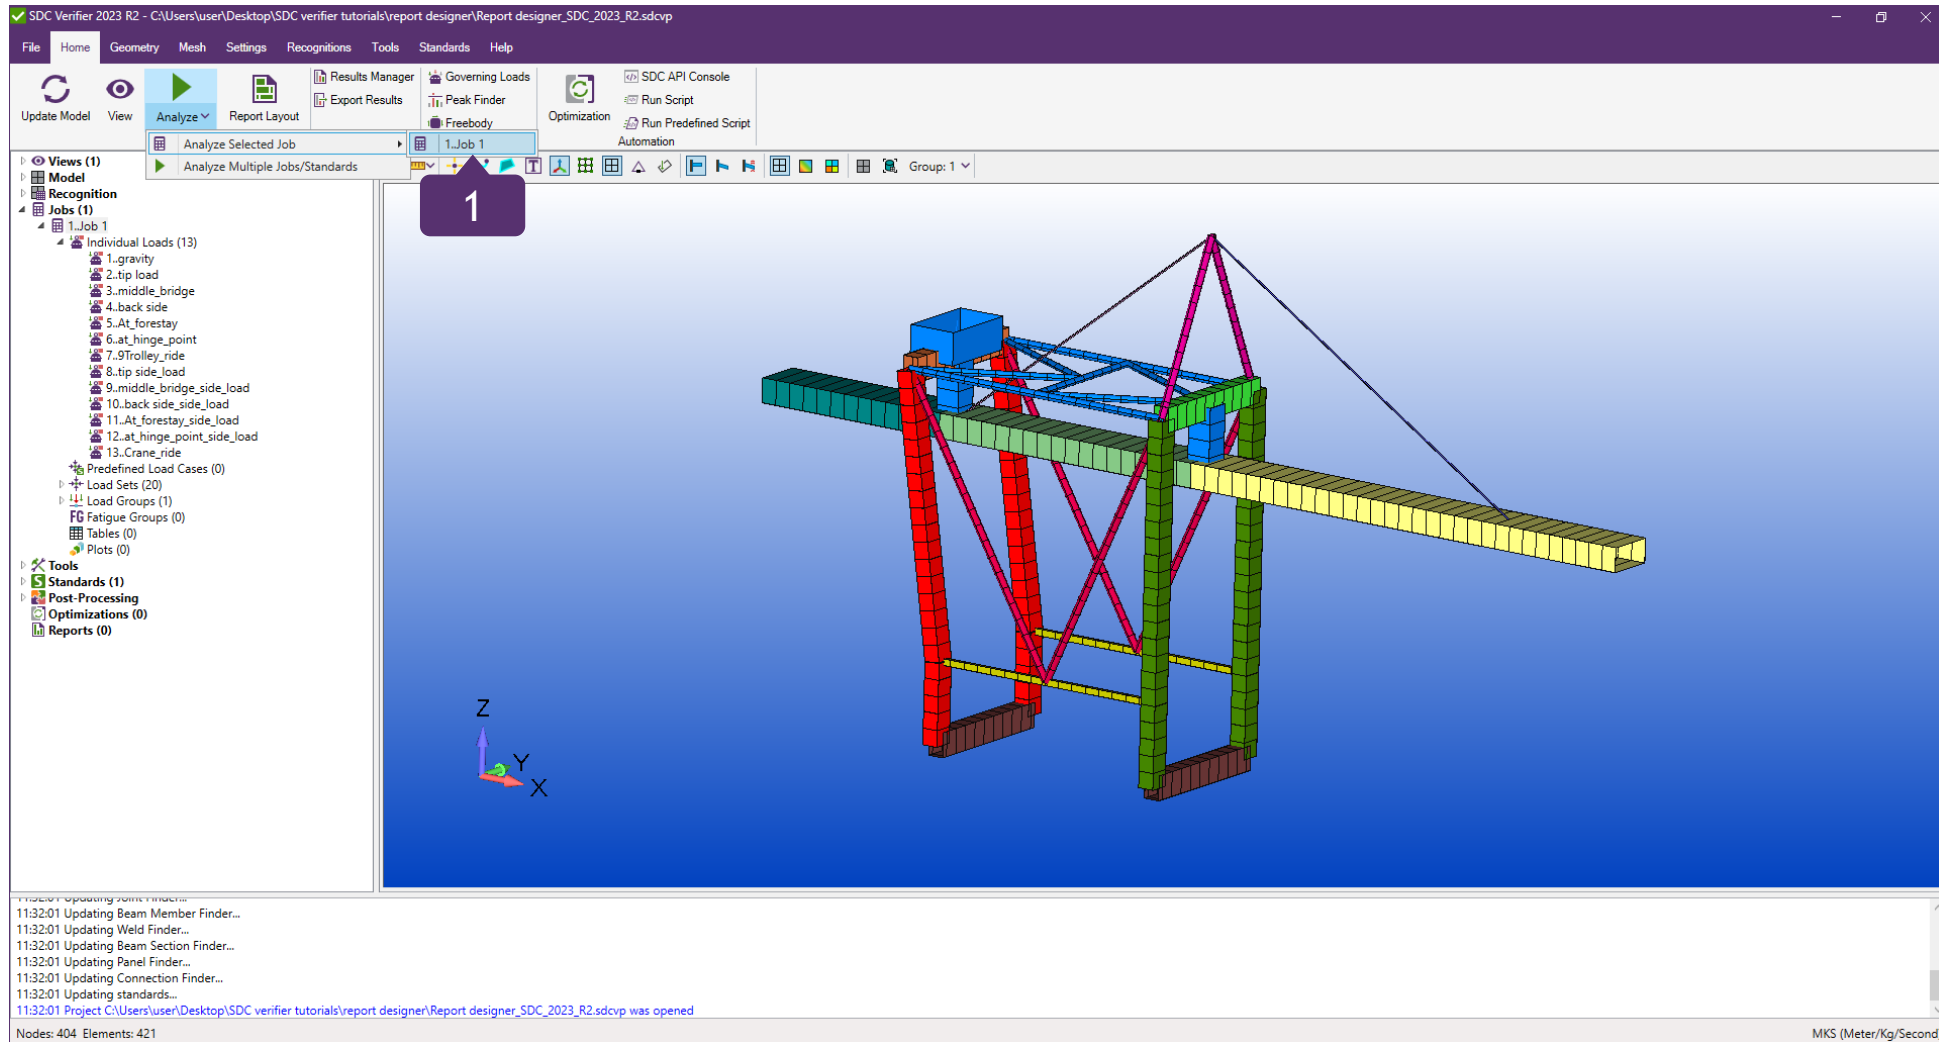 SDC Verifier 2023 R2 - C:\Users\user\Desktop\SDC verifier tutorials\report designer\Report designer_SDC_2023_R2.sdcvp
File Home Geometry Mesh Settings Recognitions Tools Standards Help
Update Model View Analyze Report Layout
Results Manager
Export Results
Governing Loads
Peak Finder
Freebody
Optimization
SDC API Console
Run Script
Run Predefined Script
Automation
Analyze Selected Job
Analyze Multiple Jobs/Standards
1..Job 1
1
T
Group: 1
Views (1)
Model
Recognition
Jobs (1)
1..Job 1
Individual Loads (13)
1..gravity
2..tip load
3..middle_bridge
4..back side
5..At_forestay
6..at_hinge_point
7..9Trolley_ride
8..tip side_load
9..middle_bridge_side_load
10..back side_side_load
11..At_forestay_side_load
12..at_hinge_point_side_load
13..Crane_ride
Predefined Load Cases (0)
Load Sets (20)
Load Groups (1)
FG Fatigue Groups (0)
Tables (0)
Plots (0)
Tools
S Standards (1)
Post-Processing
Optimizations (0)
Reports (0)
Z
Y
X
11:32:01 Updating Joint Finder...
11:32:01 Updating Beam Member Finder...
11:32:01 Updating Weld Finder...
11:32:01 Updating Beam Section Finder...
11:32:01 Updating Panel Finder...
11:32:01 Updating Connection Finder...
11:32:01 Updating standards...
11:32:01 Project C:\Users\user\Desktop\SDC verifier tutorials\report designer\Report designer_SDC_2023_R2.sdcvp was opened
Nodes: 404 Elements: 421
MKS (Meter/Kg/Second)